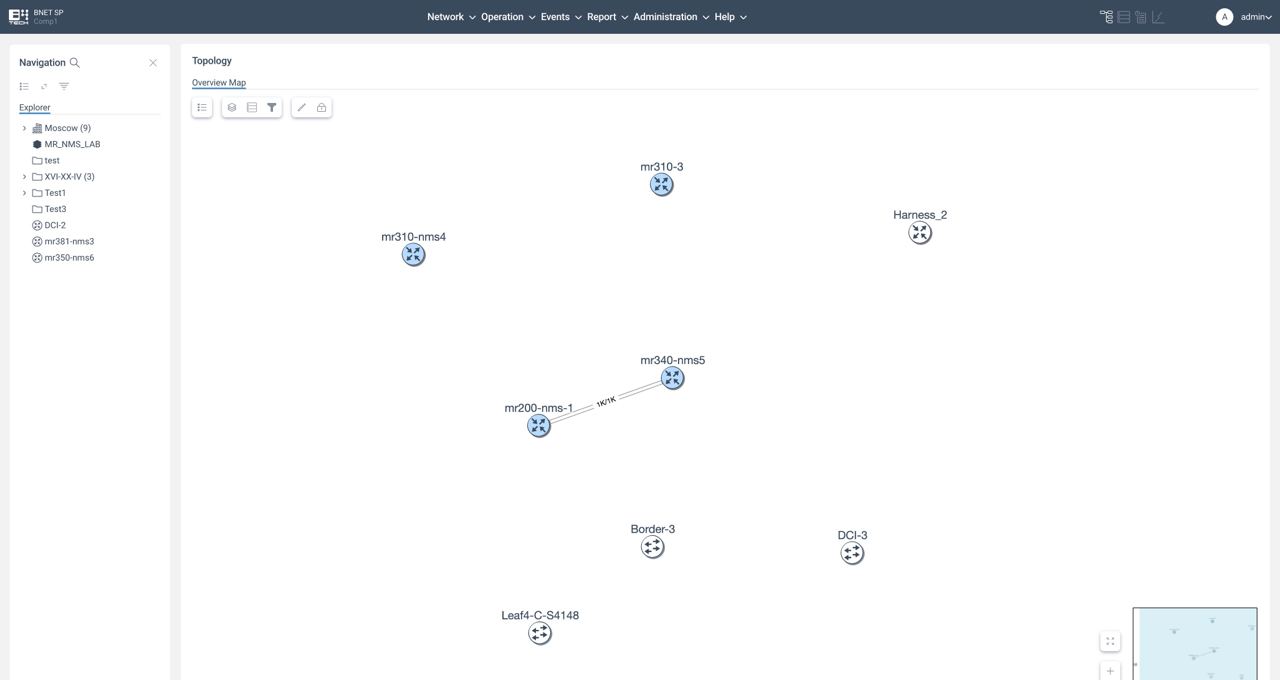 TECH
BNET SP
Comp1
Network
Operation
Events
Report
Administration
Help
A
admin
Navigation
Explorer
Moscow (9)
MR_NMS_LAB
test
XVI-XX-IV (3)
Test1
Test3
DCI-2
mr381-nms3
mr350-nms6
Topology
Overview Map
mr310-3
Harness_2
mr310-nms4
mr340-nms5
1K/1K
mr200-nms-1
Border-3
DCI-3
Leaf4-C-S4148